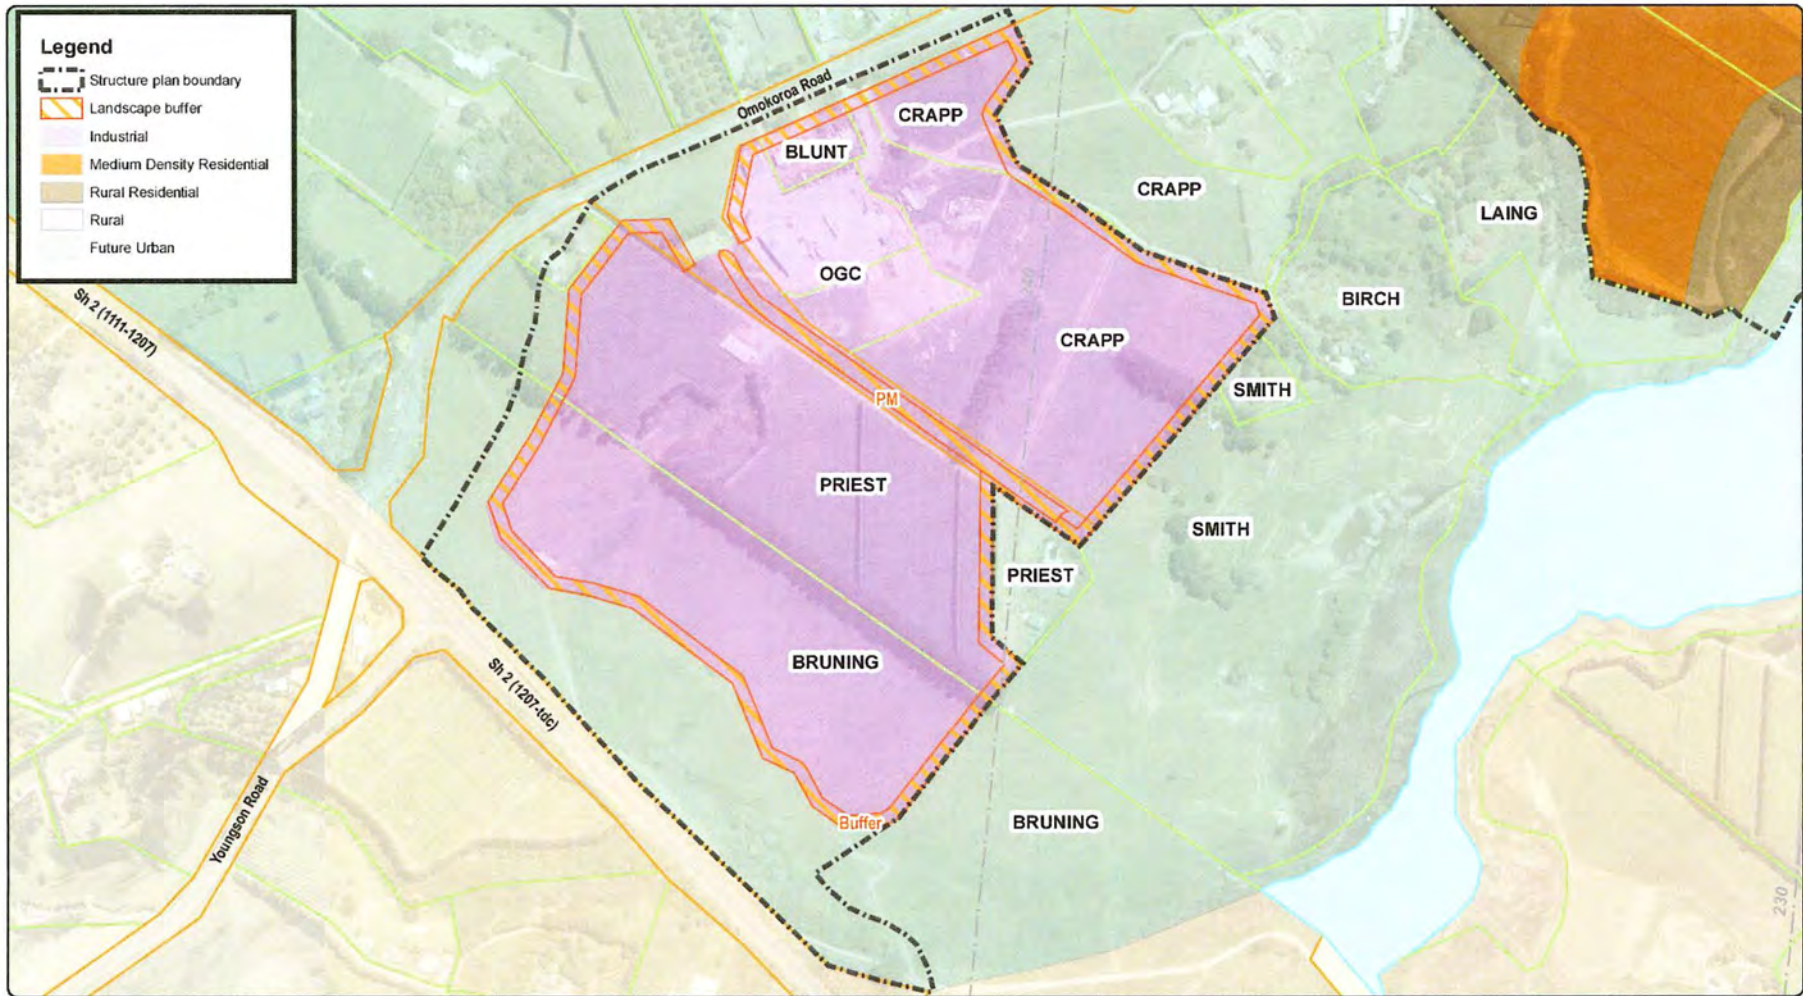 Legend
Structure plan boundary
Landscape buffer
Industrial
Medium Density Residential
Rural Residential
Rural
Future Urban
Omokoroa Road
CRAPP
BLUNT
CRAPP
LAING
OGC
BIRCH
Sh 2 (1111-1207)
CRAPP
240
SMITH
PM
PRIEST
SMITH
PRIEST
BRUNING
Sh 2 (1207-tdc)
Youngson Road
Buffer
BRUNING
230